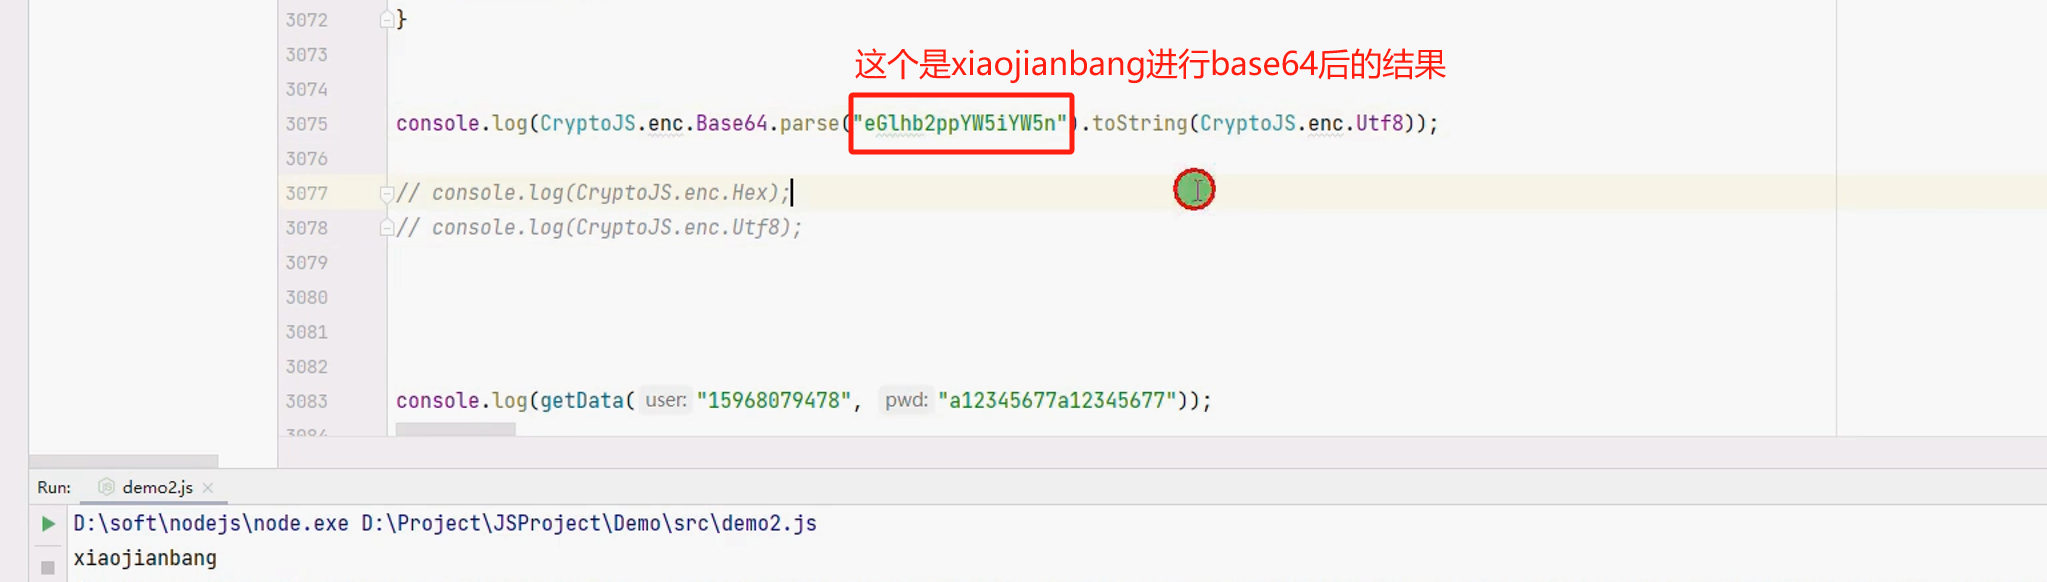 3072 }
3073
这个是xiaojianbang进行base64后的结果
3074
3075 console.log(CryptoJS.enc.Base64.parse("eGlhb2ppYW5iYW5n").toString(CryptoJS.enc.Utf8));
3076
3077 // console.log(CryptoJS.enc.Hex);
3078 // console.log(CryptoJS.enc.Utf8);
3079
3080
3081
3082
3083 console.log(getData( user: "15968079478", pwd: "a12345677a12345677"));
3084
Run: demo2.js
D:\soft\nodejs\node.exe D:\Project\JSProject\Demo\src\demo2.js
xiaojianbang